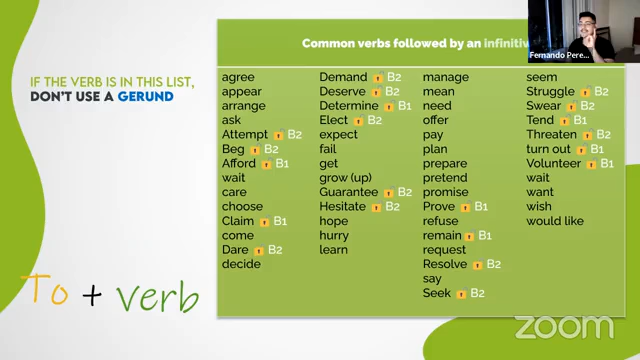 Common verbs followed by an infinitiv
Fernando Pere...
IF THE VERB IS IN THIS LIST,
DON'T USE A GERUND
agree
appear
arrange
ask
Attempt B2
Beg B2
Afford B1
wait
care
choose
Claim B1
come
Dare B2
decide
Demand B2
Deserve B2
Determine B1
Elect B2
expect
fail
get
grow (up)
Guarantee B2
Hesitate B2
hope
hurry
learn
manage
mean
need
offer
pay
plan
prepare
pretend
promise
Prove B1
refuse
remain B1
request
Resolve B2
say
Seek B2
seem
Struggle B2
Swear B2
Tend B1
Threaten B2
turn out B1
Volunteer B1
wait
want
wish
would like
To + verb
zoom